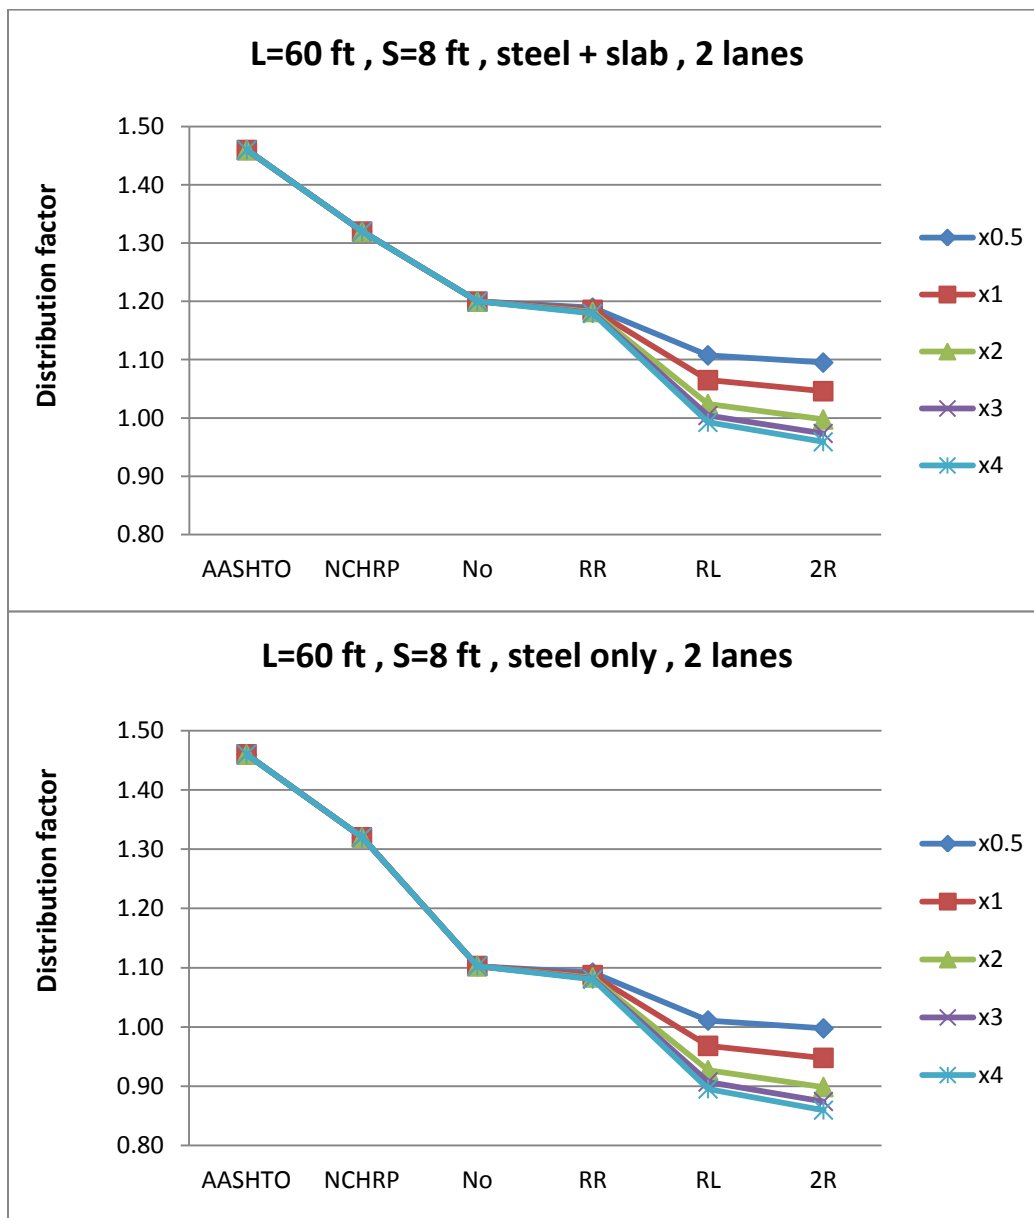 L=60 ft , S=8 ft , steel + slab , 2 lanes
Distribution factor
1.50
1.40
1.30
1.20
1.10
1.00
0.90
0.80
AASHTO NCHRP No RR RL 2R
x0.5
x1
x2
x3
x4
L=60 ft , S=8 ft , steel only , 2 lanes
Distribution factor
1.50
1.40
1.30
1.20
1.10
1.00
0.90
0.80
AASHTO NCHRP No RR RL 2R
x0.5
x1
x2
x3
x4